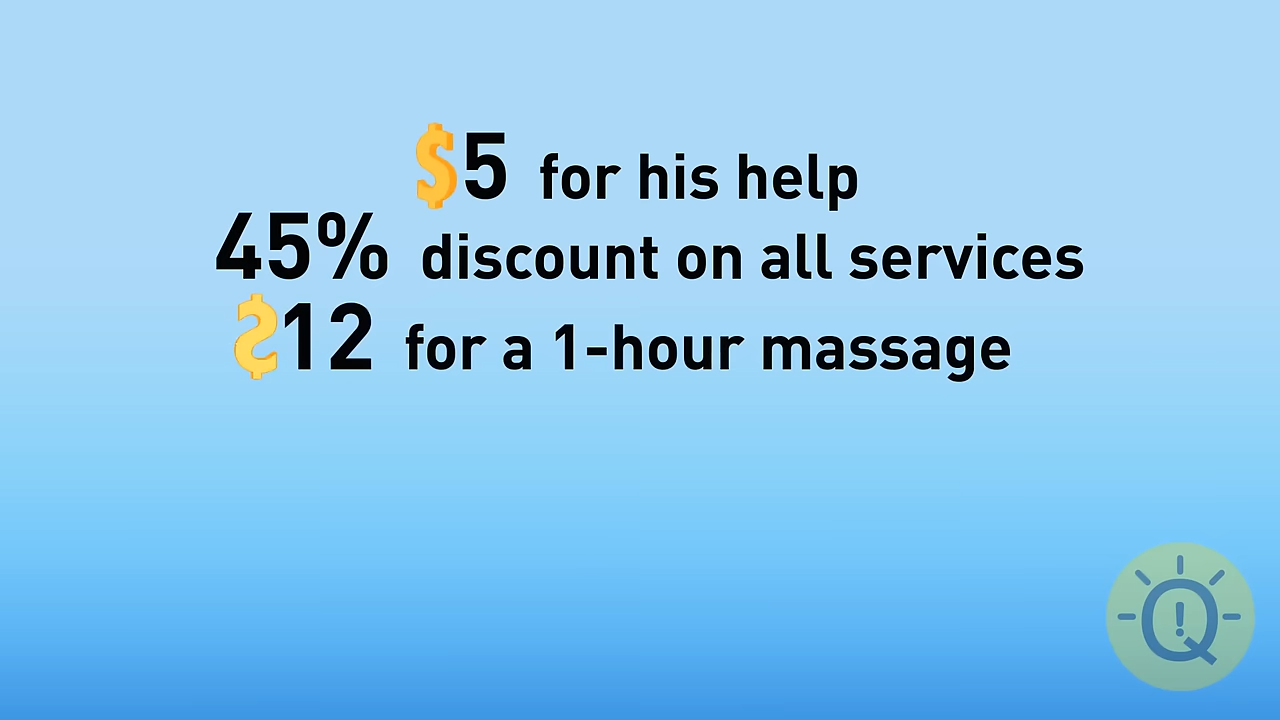 $5 for his help
45% discount on all services
$12 for a 1-hour massage
Q!